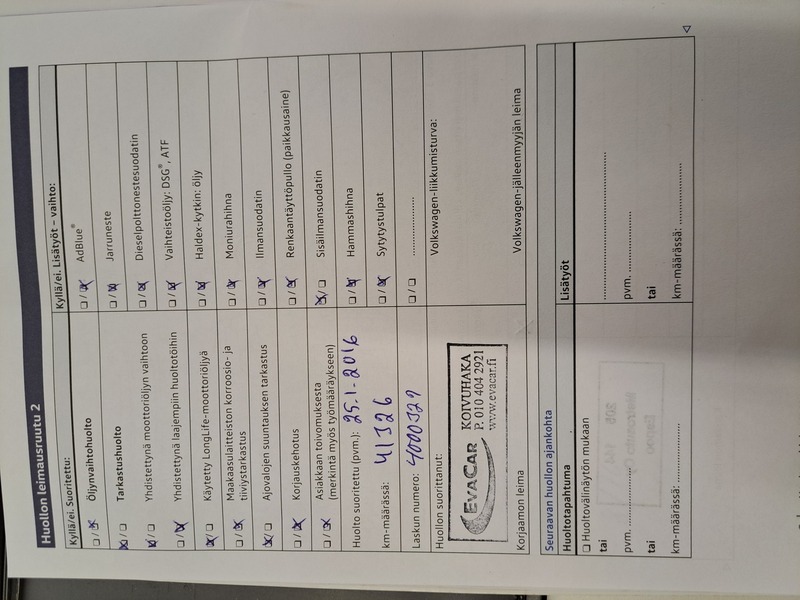 Huollon leimausruutu 2
Kyllä/ei. Suoritettu:
☐ / ☒ Öljynvaihtohuolto
☒ / ☐ Tarkastushuolto
☒ / ☐ Yhdistettynä moottoriöljyn vaihtoon
☐ / ☒ Yhdistettynä laajempiin huoltotöihin
☒ / ☐ Käytetty LongLife-moottoriöljyä
☐ / ☒ Maakaasulaitteiston korroosio- ja
tiiviystarkastus
☒ / ☐ Ajovalojen suuntauksen tarkastus
☐ / ☒ Korjauskehotus
☐ / ☒ Asiakkaan toivomuksesta
(merkintä myös työmääräykseen)
Huolto suoritettu (pvm.): 25.1-2016
km-määrässä: 41326
Laskun numero: 4000329
Huollon suorittanut:
EVACAR
KOIVUHAKA
P. 010 404 2921
www.evacar.fi
Korjaamon leima
Kyllä/ei. Lisätyöt – vaihto:
☐ / ☒ AdBlue®
☐ / ☒ Jarruneste
☐ / ☒ Dieselpolttonestesuodatin
☐ / ☒ Vaihteistoöljy: DSG®, ATF
☐ / ☒ Haldex-kytkin: öljy
☐ / ☒ Moniurahihna
☐ / ☒ Ilmansuodatin
☐ / ☒ Renkaantäyttöpullo (paikkausaine)
☒ / ☐ Sisäilmansuodatin
☐ / ☒ Hammashihna
☐ / ☒ Sytytystulpat
☐ / ☐ ....................
Volkswagen-liikkumisturva:
Volkswagen-jälleenmyyjän leima
Seuraavan huollon ajankohta
Huoltotapahtuma
☐ Huoltovälinäytön mukaan
tai
pvm. ....................
tai
km-määrässä: ....................
Lisätyöt
........................................
pvm. ....................
tai
km-määrässä: ....................